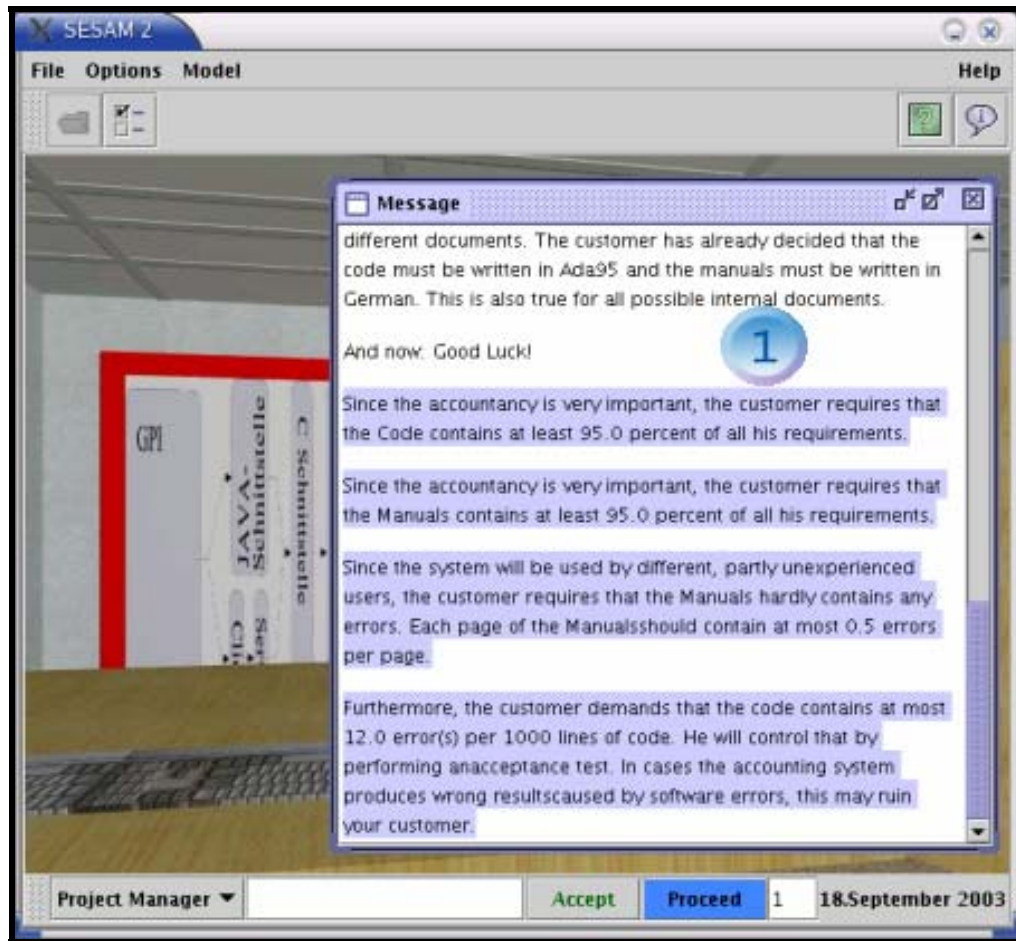 SESAM 2
File Options Model Help
Message
different documents. The customer has already decided that the
code must be written in Ada95 and the manuals must be written in
German. This is also true for all possible internal documents.
And now: Good Luck!
1
Since the accountancy is very important, the customer requires that
the Code contains at least 95.0 percent of all his requirements.
Since the accountancy is very important, the customer requires that
the Manuals contains at least 95.0 percent of all his requirements.
Since the system will be used by different, partly unexperienced
users, the customer requires that the Manuals hardly contains any
errors. Each page of the Manualsshould contain at most 0.5 errors
per page.
Furthermore, the customer demands that the code contains at most
12.0 error(s) per 1000 lines of code. He will control that by
performing anacceptance test. In cases the accounting system
produces wrong resultscaused by software errors, this may ruin
your customer.
GPI
JAVA-
Schnittstelle
C Schnittstelle
Project Manager Accept Proceed 1 18.September 2003